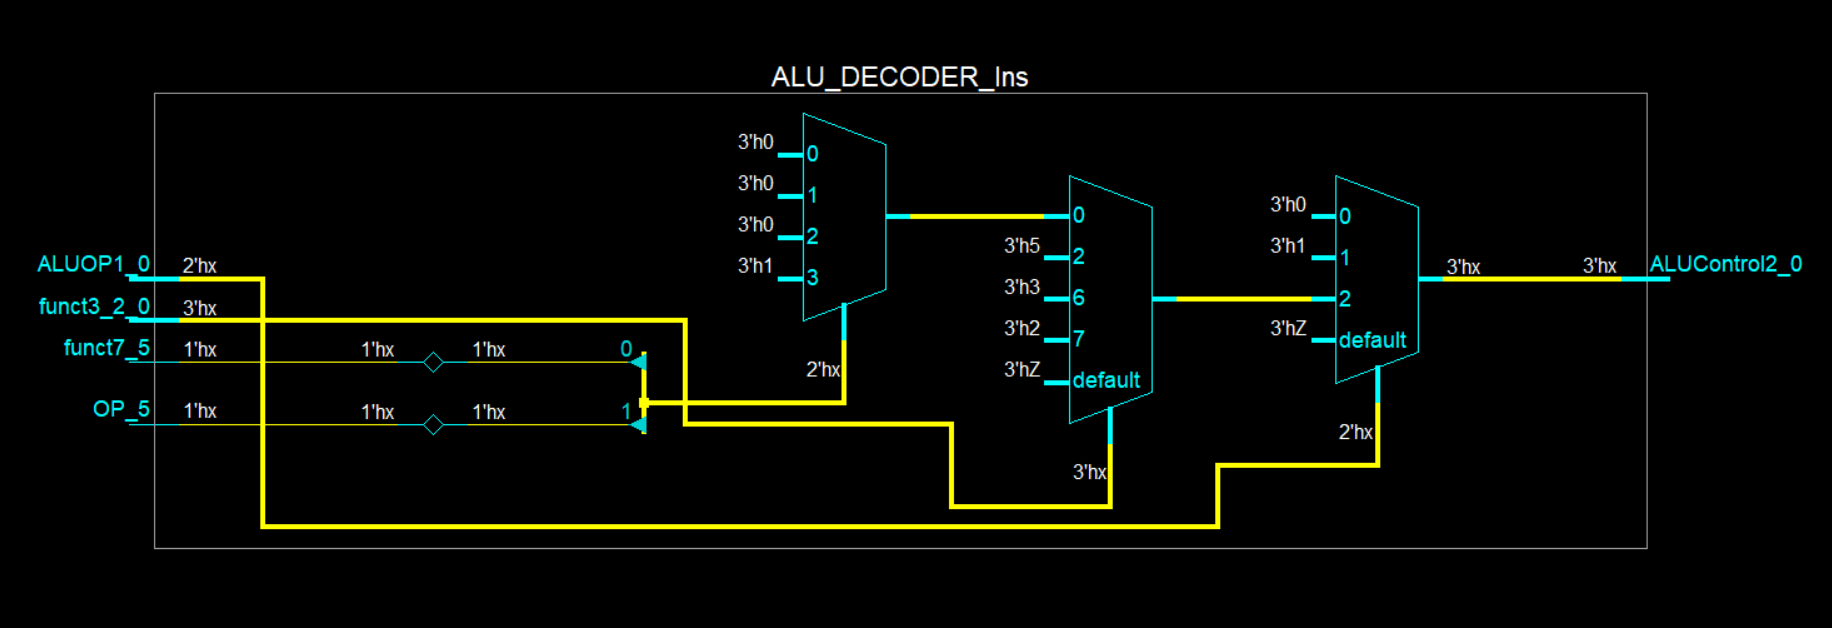 ALU_DECODER_Ins
3'h0
0
3'h0
1
3'h0
2
3'h1
3
2'hx
0
3'h5
2
3'h3
6
3'h2
7
3'hZ
default
3'hx
3'h0
0
3'h1
1
2
3'hZ
default
2'hx
ALUOP1_0 2'hx
funct3_2_0 3'hx
funct7_5 1'hx 1'hx 1'hx 0
OP_5 1'hx 1'hx 1'hx 1
3'hx 3'hx ALUControl2_0